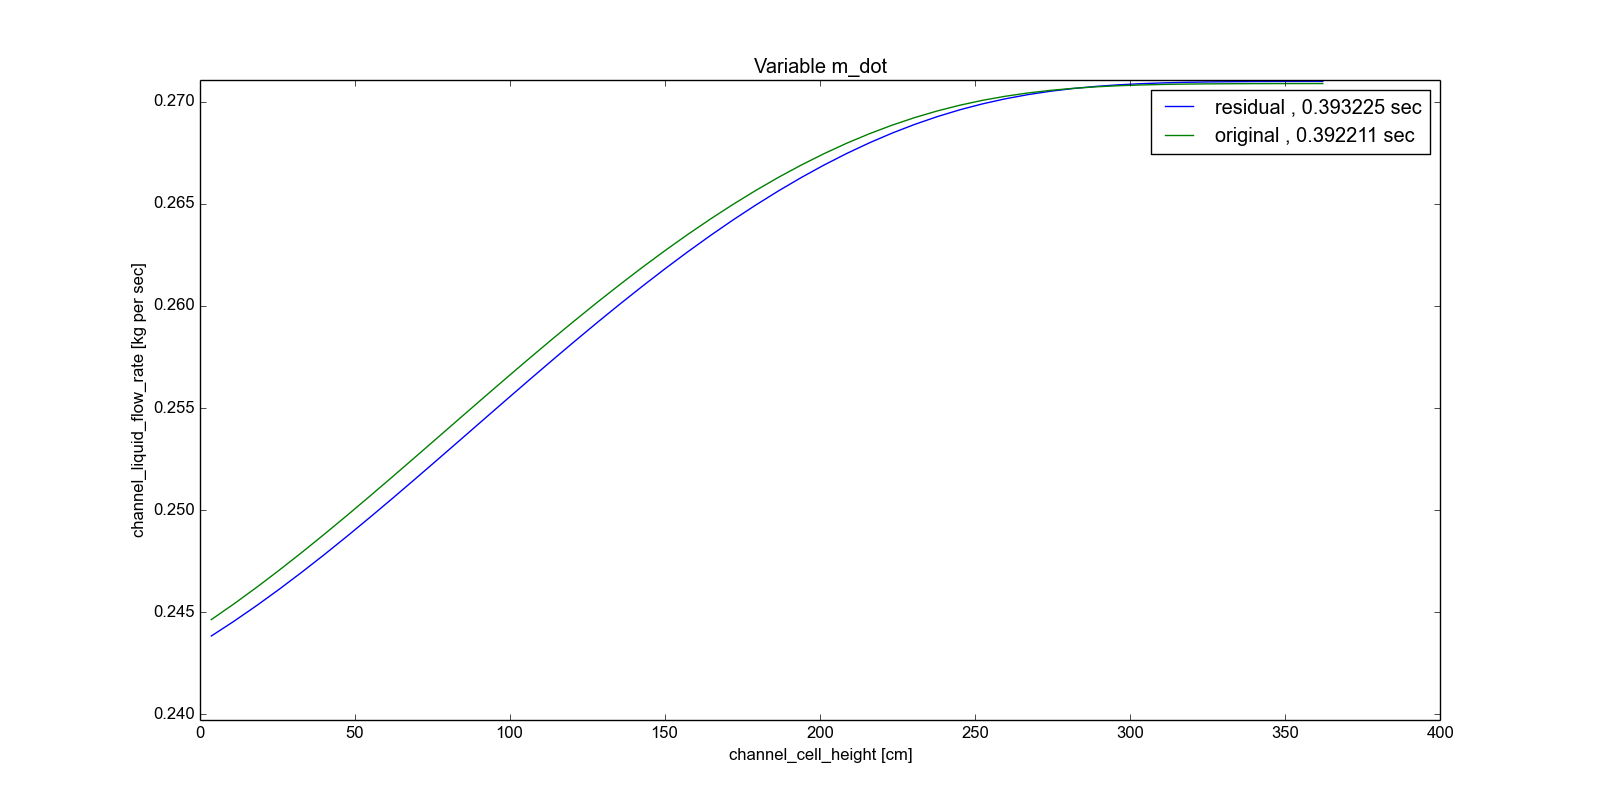 Variable m_dot
residual , 0.393225 sec
original , 0.392211 sec
channel_liquid_flow_rate [kg per sec]
0.270
0.265
0.260
0.255
0.250
0.245
0.240
0 50 100 150 200 250 300 350 400
channel_cell_height [cm]